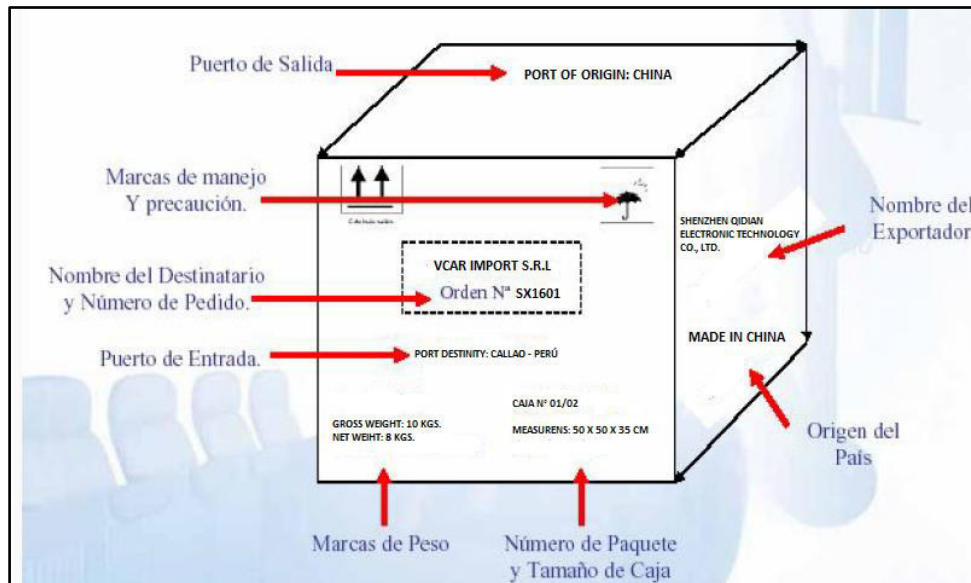 Puerto de Salida
PORT OF ORIGIN: CHINA
Marcas de manejo
Y precaución.
SHENZHEN QIDIAN
ELECTRONIC TECHNOLOGY
CO., LTD.
Nombre del
Exportador
VCAR IMPORT S.R.L
Orden Nª SX1601
Nombre del Destinatario
y Número de Pedido.
Puerto de Entrada.
PORT DESTINITY: CALLAO - PERÚ
MADE IN CHINA
CAJA N° 01/02
GROSS WEIGHT: 10 KGS.
NET WEIHT: 8 KGS.
MEASURENS: 50 X 50 X 35 CM
Origen del
País
Marcas de Peso
Número de Paquete
y Tamaño de Caja